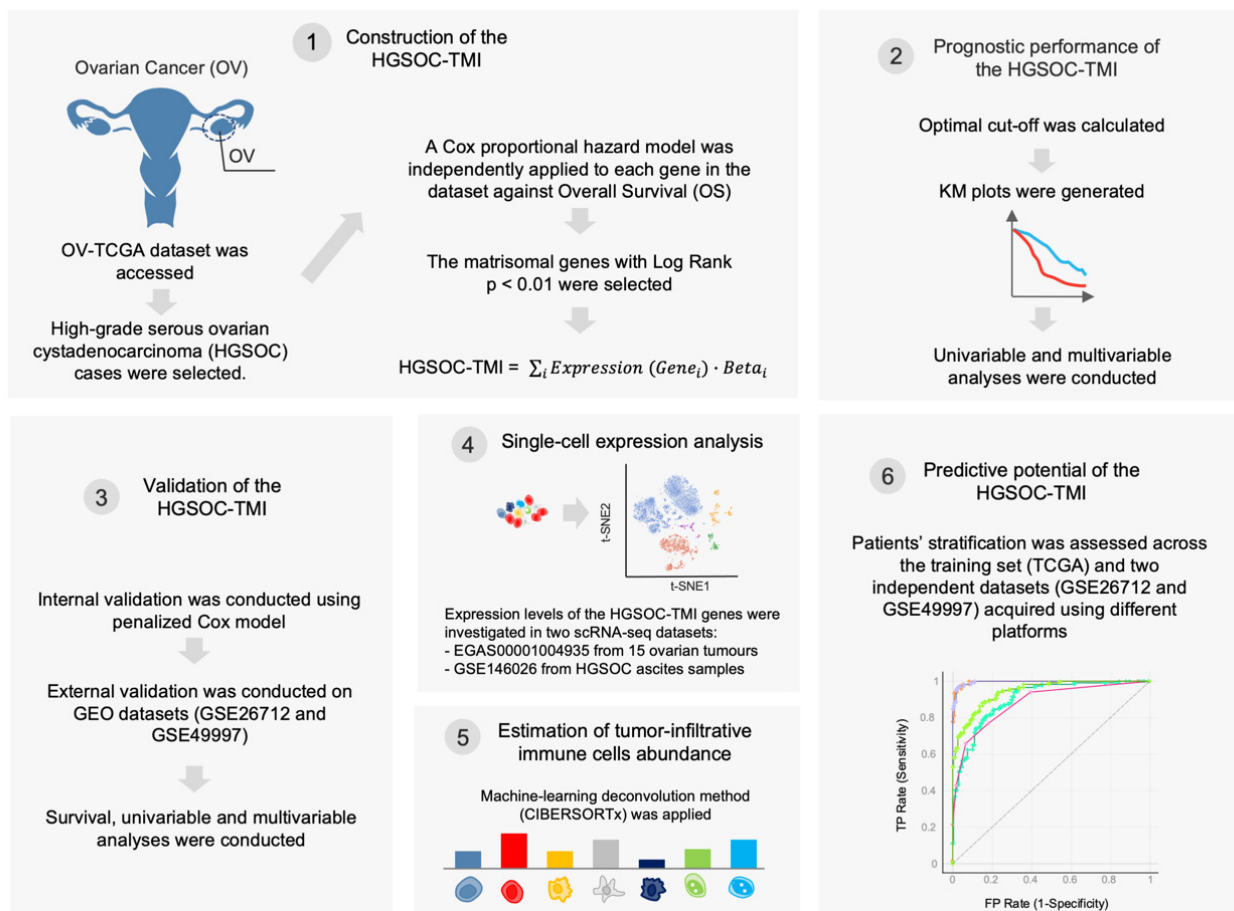 1
Construction of the
HGSOC-TMI
Ovarian Cancer (OV)
OV
OV-TCGA dataset was
accessed
High-grade serous ovarian
cystadenocarcinoma (HGSOC)
cases were selected.
A Cox proportional hazard model was
independently applied to each gene in the
dataset against Overall Survival (OS)
The matrisomal genes with Log Rank
p < 0.01 were selected
HGSOC-TMI = ∑ᵢ Expression (Geneᵢ) · Betaᵢ
2
Prognostic performance of
the HGSOC-TMI
Optimal cut-off was calculated
KM plots were generated
Univariable and multivariable
analyses were conducted
3
Validation of the
HGSOC-TMI
Internal validation was conducted using
penalized Cox model
External validation was conducted on
GEO datasets (GSE26712 and
GSE49997)
Survival, univariable and multivariable
analyses were conducted
4
Single-cell expression analysis
t-SNE2
t-SNE1
Expression levels of the HGSOC-TMI genes were
investigated in two scRNA-seq datasets:
- EGAS00001004935 from 15 ovarian tumours
- GSE146026 from HGSOC ascites samples
5
Estimation of tumor-infiltrative
immune cells abundance
Machine-learning deconvolution method
(CIBERSORTx) was applied
6
Predictive potential of the
HGSOC-TMI
Patients’ stratification was assessed across
the training set (TCGA) and two
independent datasets (GSE26712 and
GSE49997) acquired using different
platforms
TP Rate (Sensitivity)
1
0.8
0.6
0.4
0.2
0
0 0.2 0.4 0.6 0.8 1
FP Rate (1-Specificity)